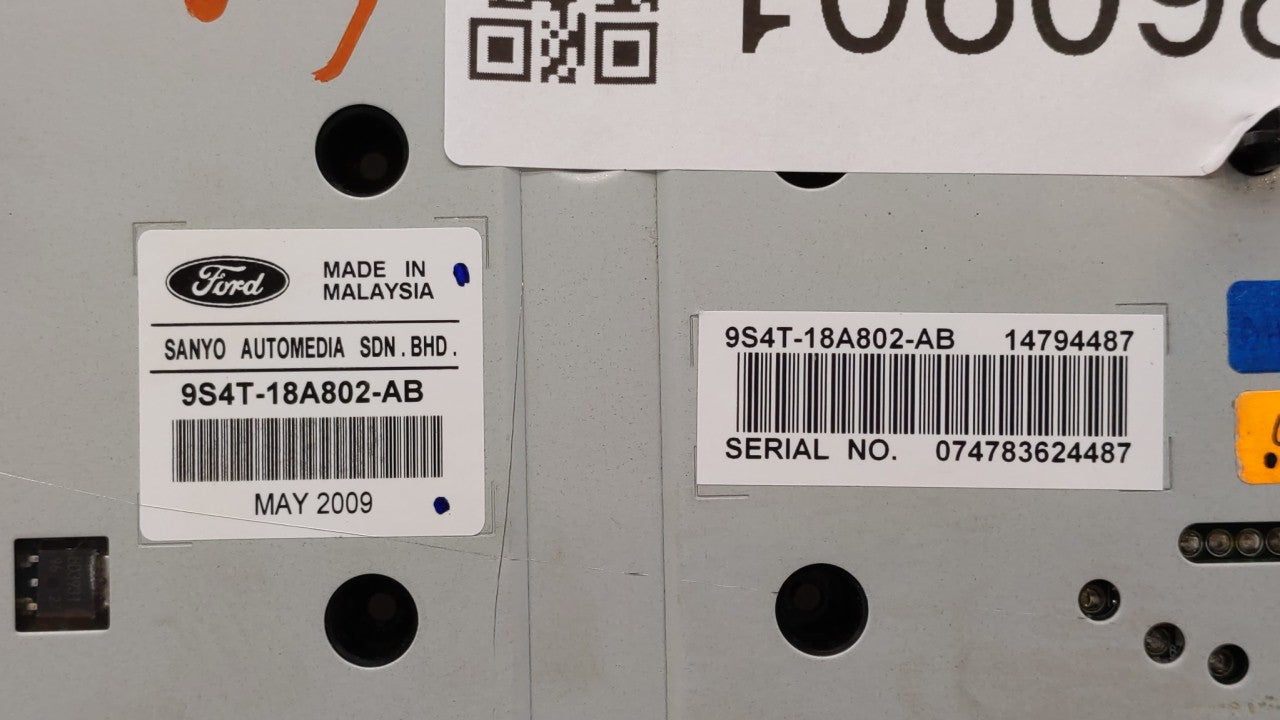 Ford
MADE IN
MALAYSIA
SANYO AUTOMEDIA SDN.BHD.
9S4T-18A802-AB
MAY 2009
9S4T-18A802-AB 14794487
SERIAL NO. 074783624487